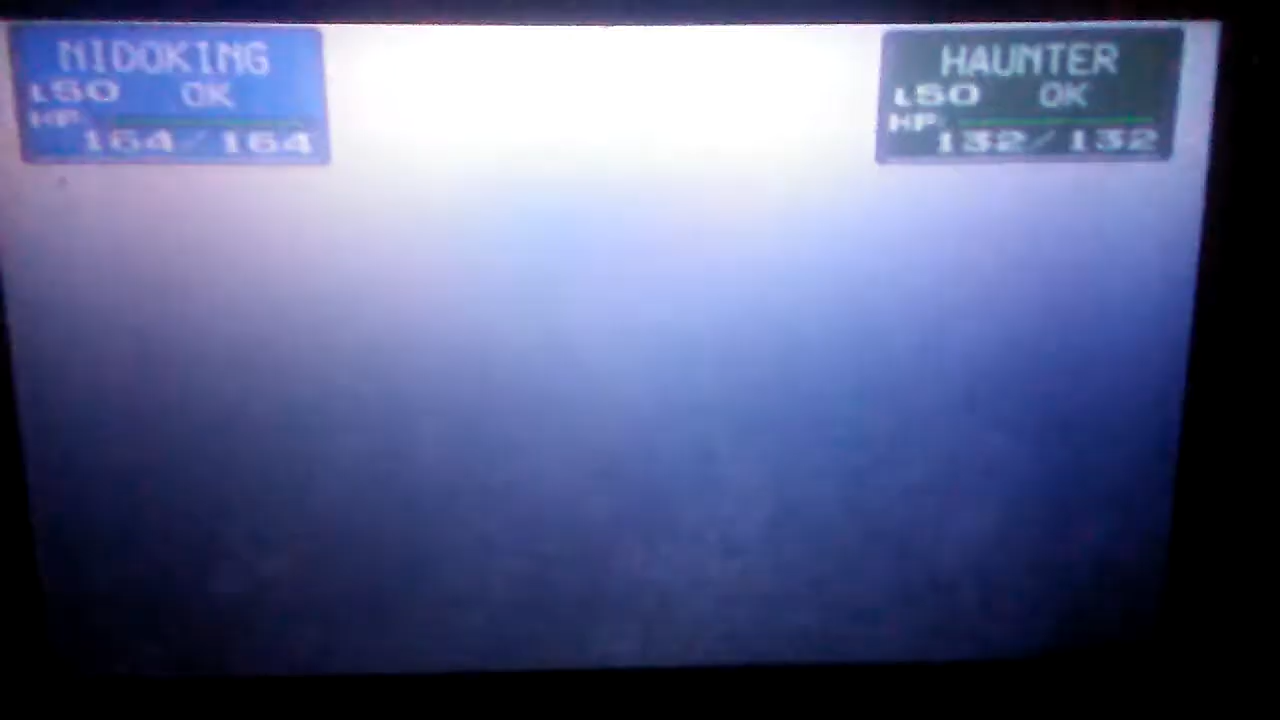 NIDOKING
L50 OK
HP:
164/164
HAUNTER
L50 OK
HP:
132/132